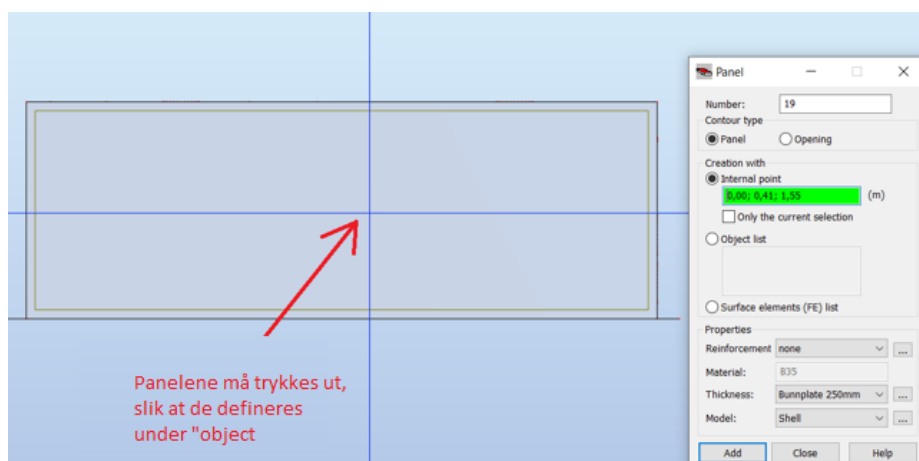 Panel
Number:
19
Contour type
Panel
Opening
Creation with
Internal point
0,00; 0,41; 1,55
(m)
Only the current selection
Object list
Surface elements (FE) list
Properties
Reinforcement
none
...
Material:
B35
Thickness:
Bunnplate 250mm
...
Model:
Shell
...
Add
Close
Help
Panelene må trykkes ut,
slik at de defineres
under "object